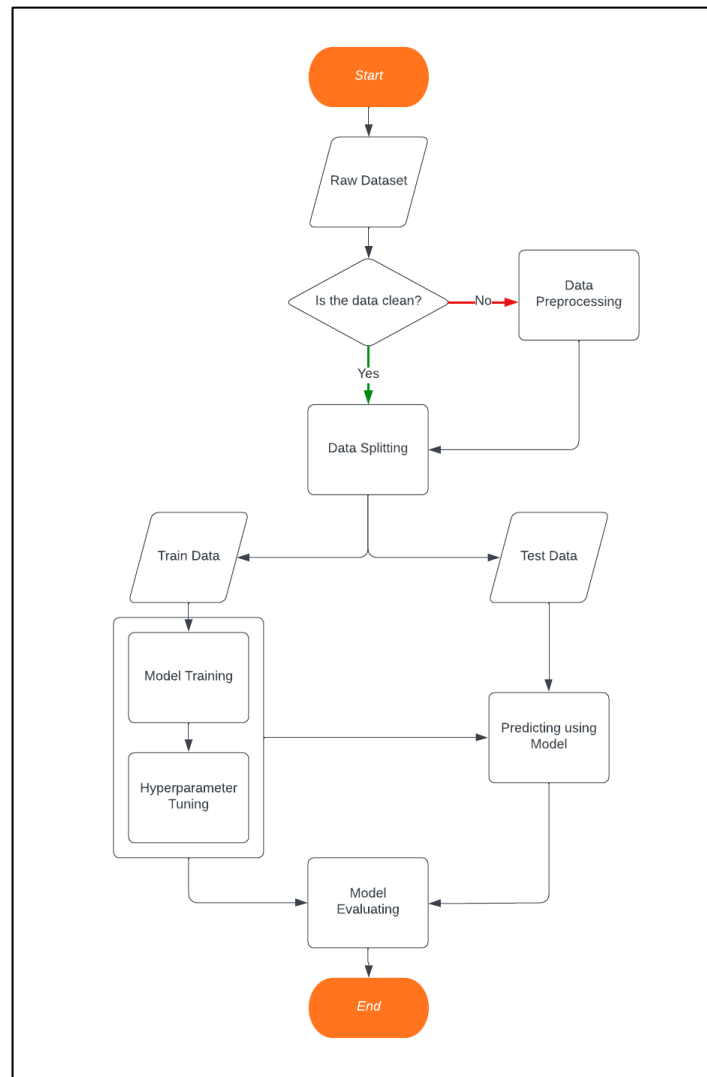 Start
Raw Dataset
Is the data clean?
No
Data
Preprocessing
Yes
Data Splitting
Train Data
Test Data
Model Training
Predicting using
Model
Hyperparameter
Tuning
Model
Evaluating
End